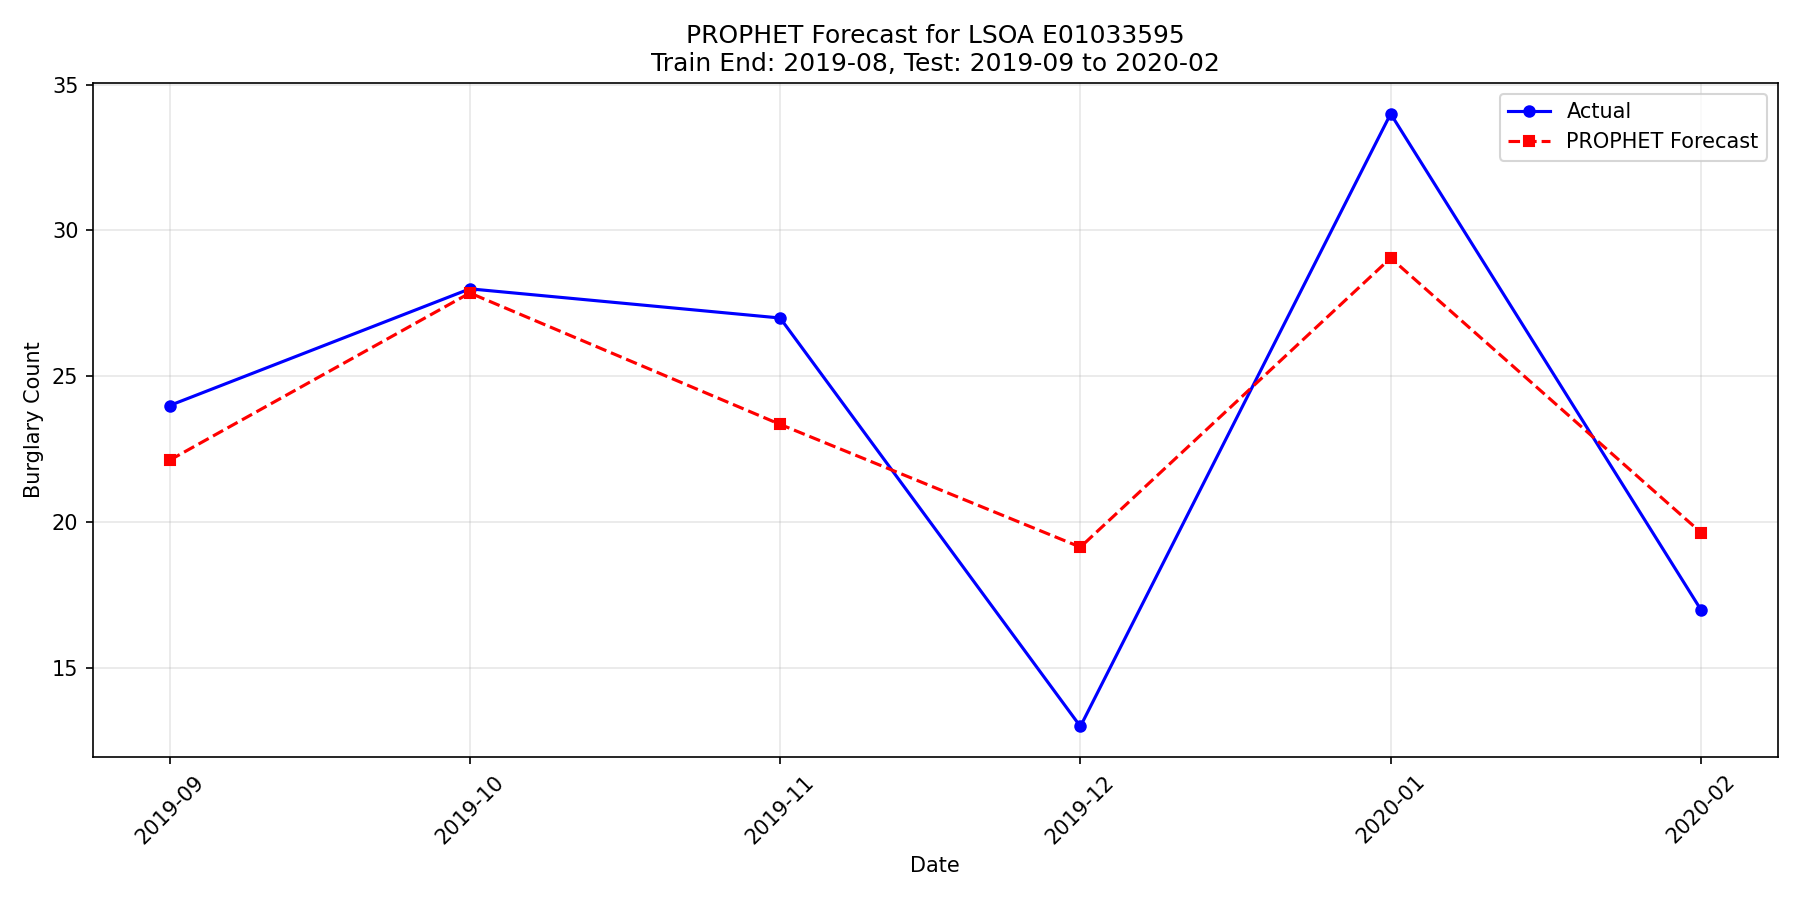 PROPHET Forecast for LSOA E01033595
Train End: 2019-08, Test: 2019-09 to 2020-02
Actual
PROPHET Forecast
Burglary Count
35
30
25
20
15
2019-09
2019-10
2019-11
2019-12
2020-01
2020-02
Date